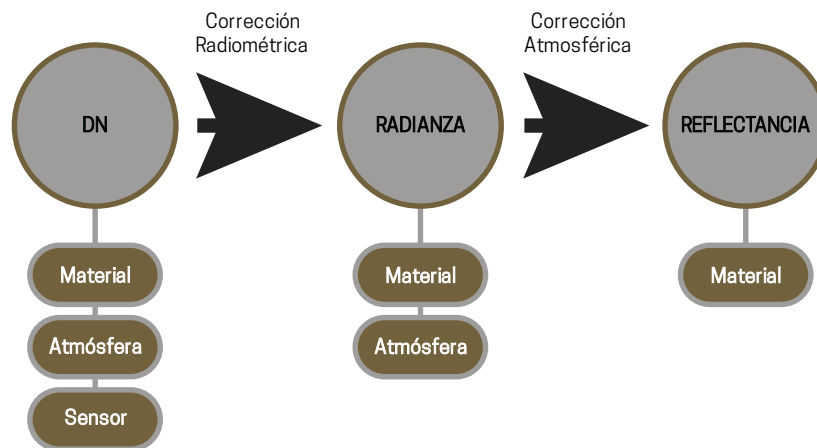 Corrección
Radiométrica
Corrección
Atmosférica
DN
RADIANZA
REFLECTANCIA
Material
Material
Material
Atmósfera
Atmósfera
Sensor